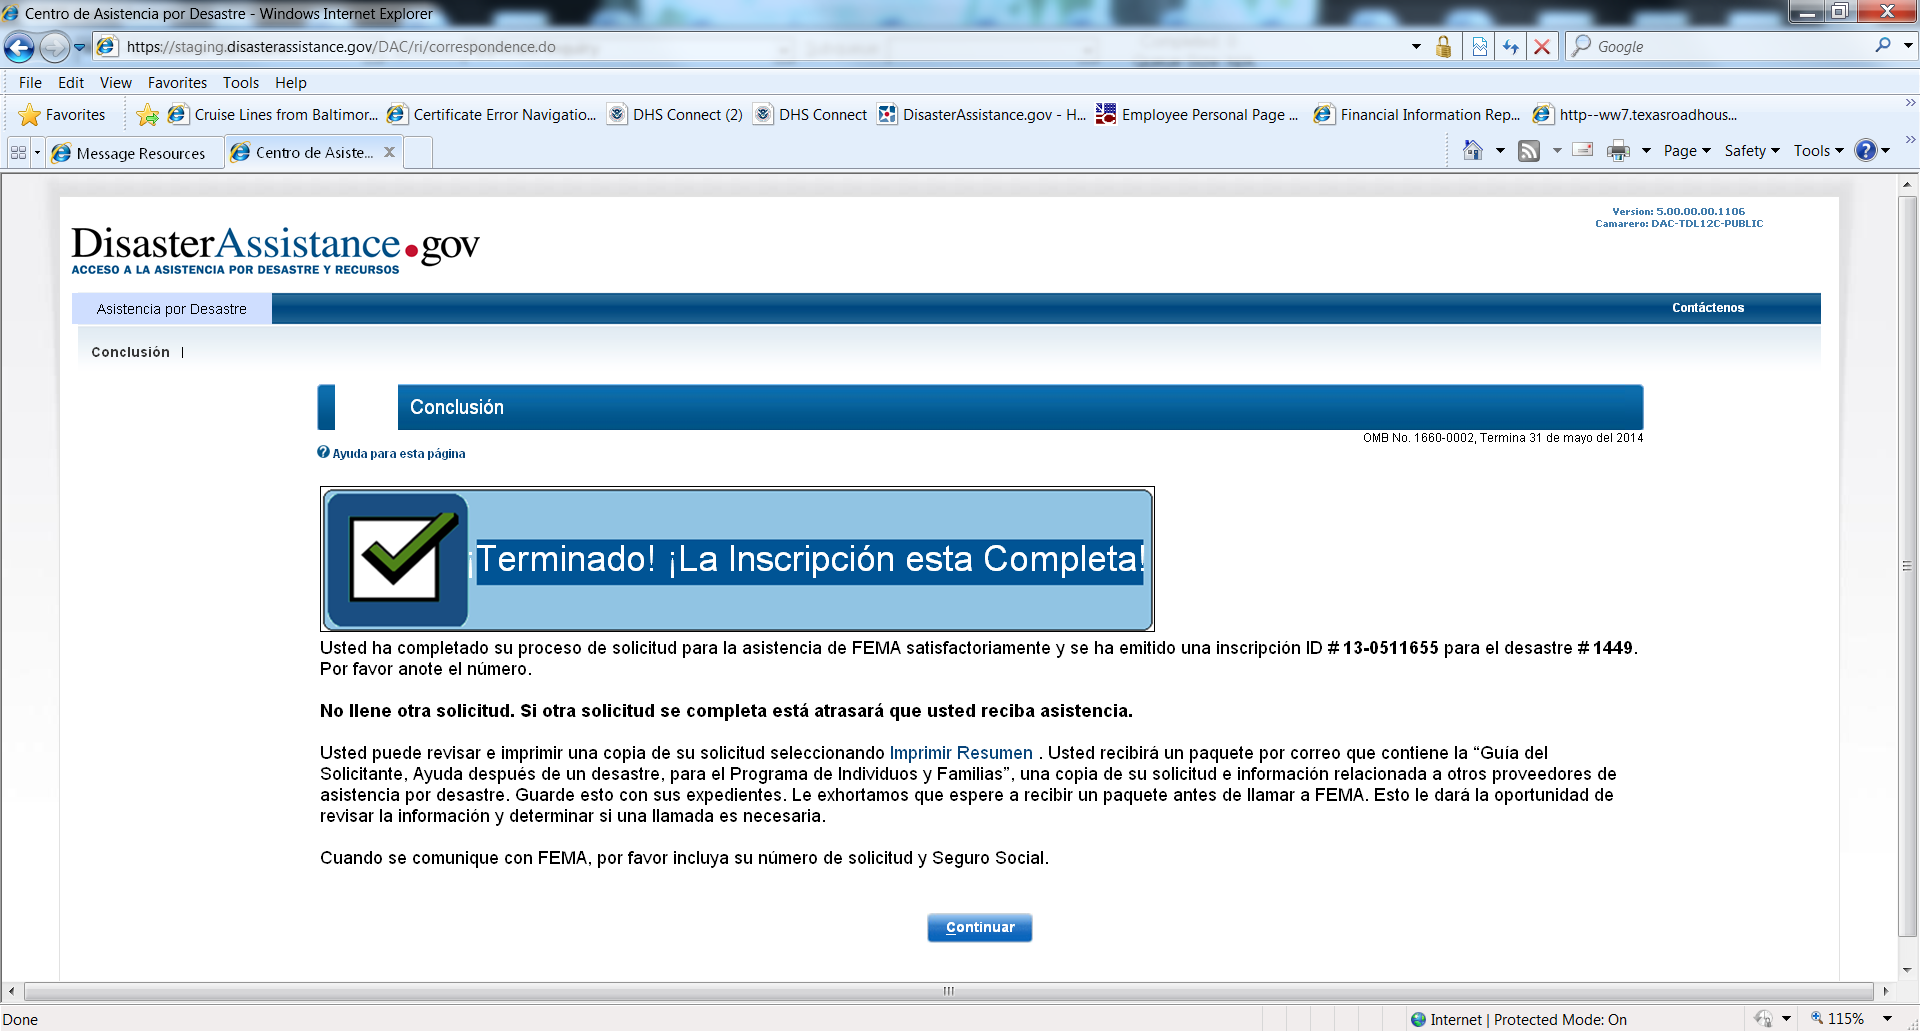 Centro de Asistencia por Desastre - Windows Internet Explorer
https://staging.disasterassistance.gov/DAC/ri/correspondence.do
Google
File Edit View Favorites Tools Help
Favorites Cruise Lines from Baltimor... Certificate Error Navigatio... DHS Connect (2) DHS Connect DisasterAssistance.gov - H... Employee Personal Page ... Financial Information Rep... http--ww7.texasroadhous...
Message Resources Centro de Asiste... Page Safety Tools
Version: 5.00.00.00.1106
Camarero: DAC-TDL12C-PUBLIC
DisasterAssistance.gov
ACCESO A LA ASISTENCIA POR DESASTRE Y RECURSOS
Asistencia por Desastre Contáctenos
Conclusión |
Conclusión
OMB No. 1660-0002, Termina 31 de mayo del 2014
Ayuda para esta página
¡Terminado! ¡La Inscripción esta Completa!
Usted ha completado su proceso de solicitud para la asistencia de FEMA satisfactoriamente y se ha emitido una inscripción ID # 13-0511655 para el desastre # 1449.
Por favor anote el número.
No llene otra solicitud. Si otra solicitud se completa está atrasará que usted reciba asistencia.
Usted puede revisar e imprimir una copia de su solicitud seleccionando Imprimir Resumen . Usted recibirá un paquete por correo que contiene la “Guía del
Solicitante, Ayuda después de un desastre, para el Programa de Individuos y Familias”, una copia de su solicitud e información relacionada a otros proveedores de
asistencia por desastre. Guarde esto con sus expedientes. Le exhortamos que espere a recibir un paquete antes de llamar a FEMA. Esto le dará la oportunidad de
revisar la información y determinar si una llamada es necesaria.
Cuando se comunique con FEMA, por favor incluya su número de solicitud y Seguro Social.
Continuar
Done Internet | Protected Mode: On 115%